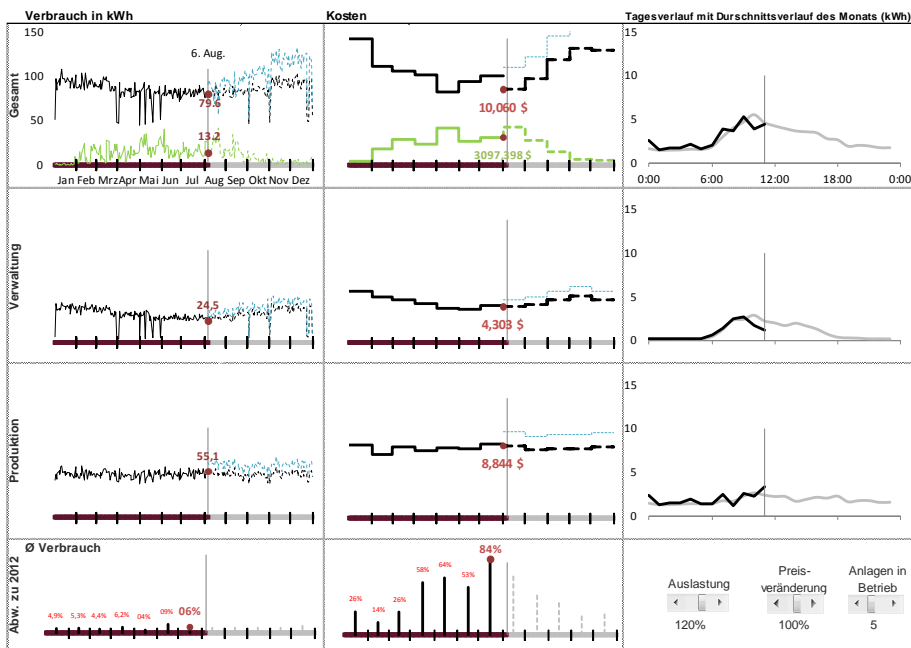 Verbrauch in kWh
Kosten
Tagesverlauf mit Durschnittsverlauf des Monats (kWh)
Gesamt
150
100
50
0
6. Aug.
79.6
13,2
Jan Feb Mrz Apr Mai Jun Jul Aug Sep Okt Nov Dez
10,060 $
3097,398 $
15
10
5
0
0:00 6:00 12:00 18:00 0:00
Verwaltung
24,5
4,303 $
15
10
5
0
Produktion
55,1
8,844 $
15
10
5
0
Abw. zu 2012
Ø Verbrauch
4,9% 5,3% 4,4% 6,2% 04% 09% 06%
26% 14% 26% 58% 64% 53% 84%
Auslastung
120%
Preis-
veränderung
100%
Anlagen in
Betrieb
5